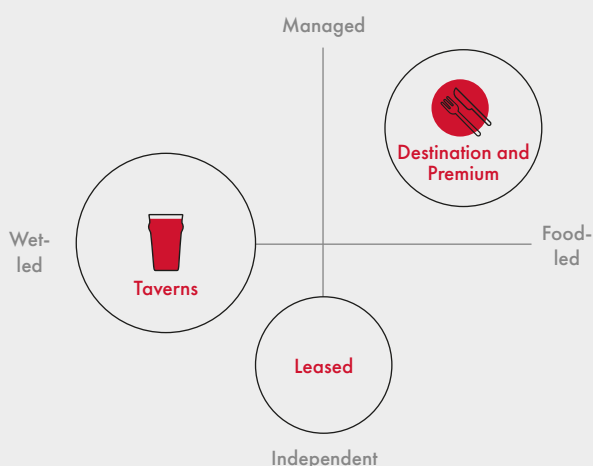 Managed
Destination and
Premium
Wet-
led
Food-
led
Taverns
Leased
Independent